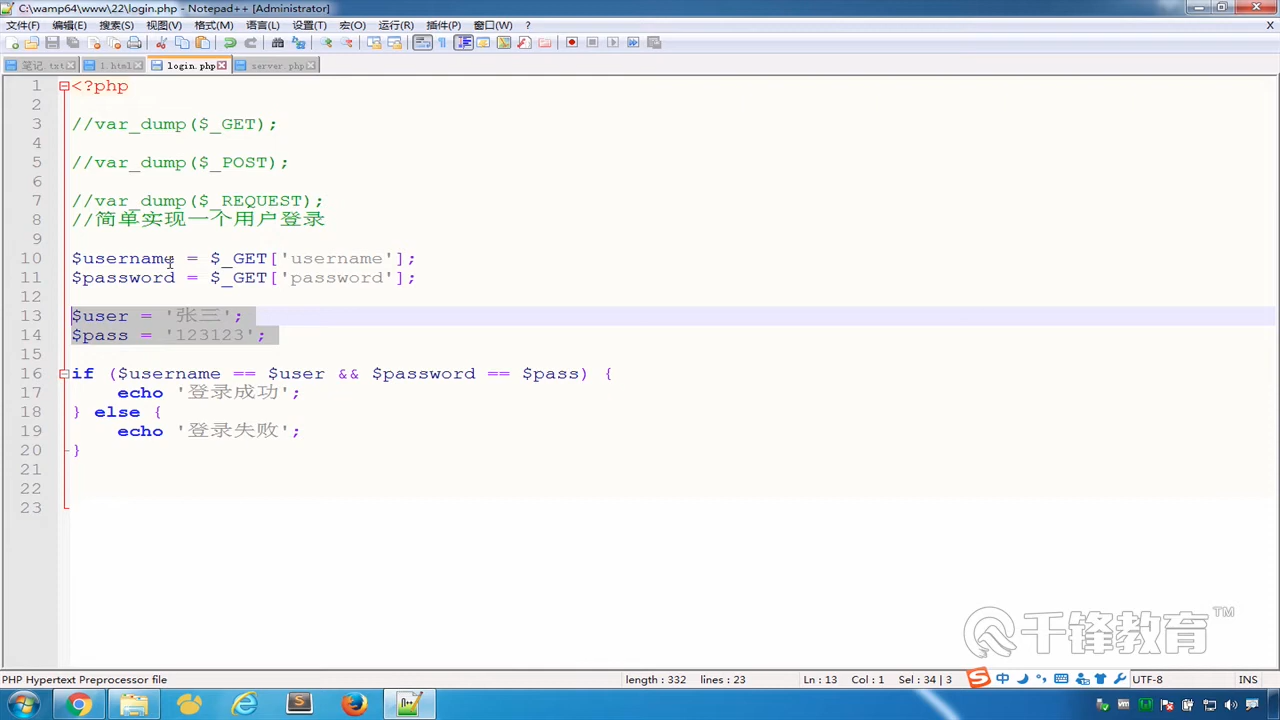 C:\wamp64\www\22\login.php - Notepad++ [Administrator]
文件(F) 编辑(E) 搜索(S) 视图(V) 格式(M) 语言(L) 设置(T) 宏(O) 运行(R) 插件(P) 窗口(W) ? X
笔记.txt 1.html login.php server.php
1 <?php
2
3 //var_dump($_GET);
4
5 //var_dump($_POST);
6
7 //var_dump($_REQUEST);
8 //简单实现一个用户登录
9
10 $username = $_GET['username'];
11 $password = $_GET['password'];
12
13 $user = '张三';
14 $pass = '123123';
15
16 if ($username == $user && $password == $pass) {
17 echo '登录成功';
18 } else {
19 echo '登录失败';
20 }
21
22
23
千锋教育™
PHP Hypertext Preprocessor file length : 332 lines : 23 Ln : 13 Col : 1 Sel : 34 | 3 中 UTF-8 INS